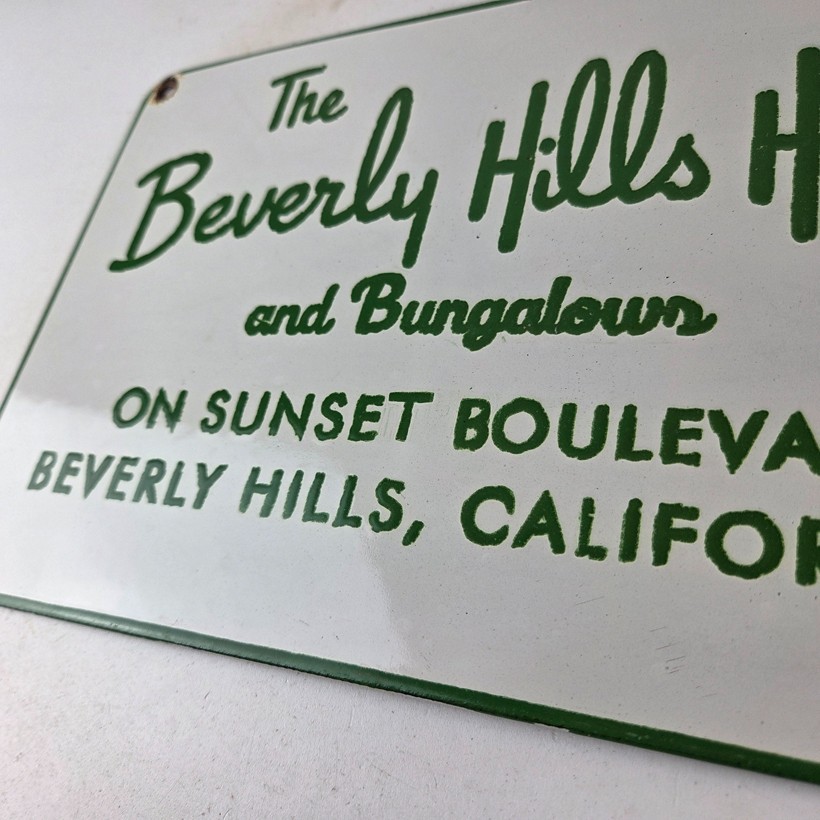 The
Beverly Hills H
and Bungalows
ON SUNSET BOULEVA
BEVERLY HILLS, CALIFOR